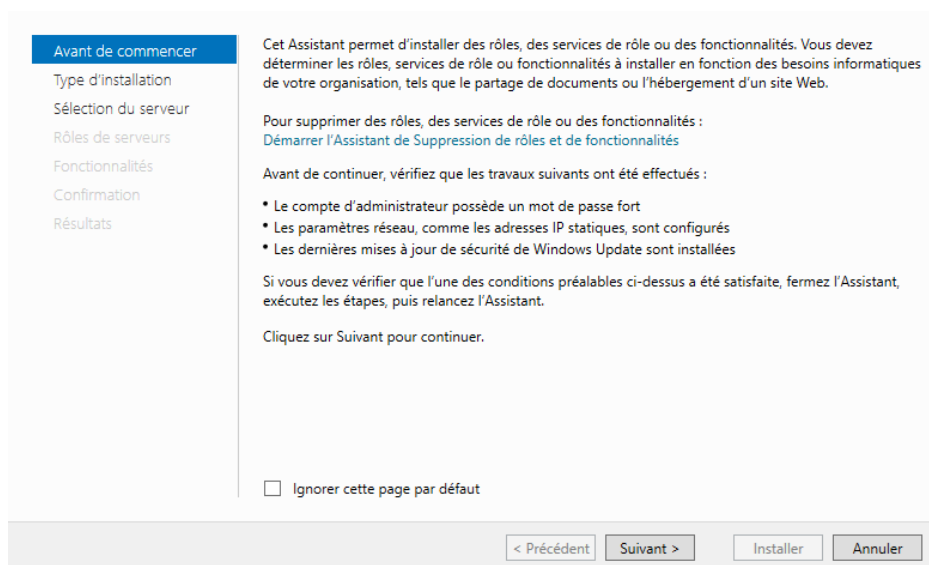 Avant de commencer
Type d'installation
Sélection du serveur
Rôles de serveurs
Fonctionnalités
Confirmation
Résultats
Cet Assistant permet d'installer des rôles, des services de rôle ou des fonctionnalités. Vous devez
déterminer les rôles, services de rôle ou fonctionnalités à installer en fonction des besoins informatiques
de votre organisation, tels que le partage de documents ou l'hébergement d'un site Web.
Pour supprimer des rôles, des services de rôle ou des fonctionnalités :
Démarrer l'Assistant de Suppression de rôles et de fonctionnalités
Avant de continuer, vérifiez que les travaux suivants ont été effectués :
• Le compte d'administrateur possède un mot de passe fort
• Les paramètres réseau, comme les adresses IP statiques, sont configurés
• Les dernières mises à jour de sécurité de Windows Update sont installées
Si vous devez vérifier que l'une des conditions préalables ci-dessus a été satisfaite, fermez l'Assistant,
exécutez les étapes, puis relancez l'Assistant.
Cliquez sur Suivant pour continuer.
Ignorer cette page par défaut
< Précédent
Suivant >
Installer
Annuler